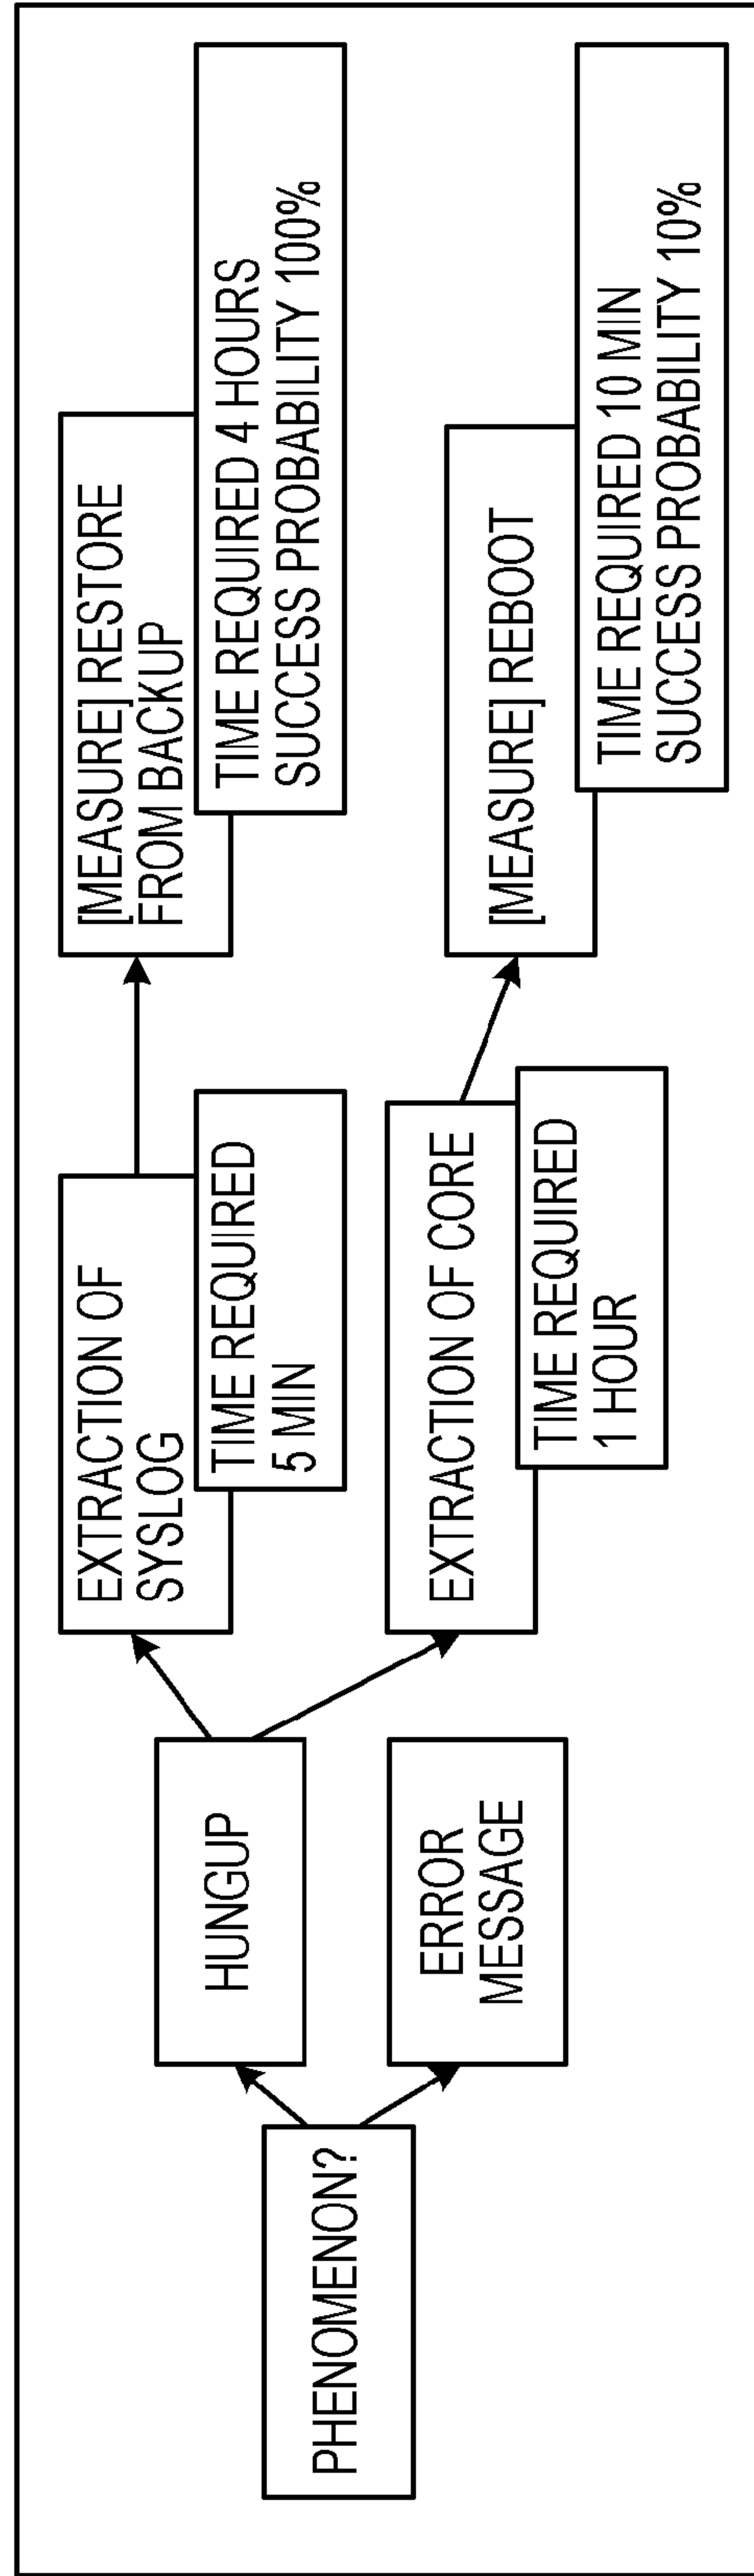 PHENOMENON?
HUNGUP
ERROR
MESSAGE
EXTRACTION OF
SYSLOG
TIME REQUIRED
5 MIN
EXTRACTION OF CORE
TIME REQUIRED
1 HOUR
[MEASURE] RESTORE
FROM BACKUP
TIME REQUIRED 4 HOURS
SUCCESS PROBABILITY 100%
[MEASURE] REBOOT
TIME REQUIRED 10 MIN
SUCCESS PROBABILITY 10%